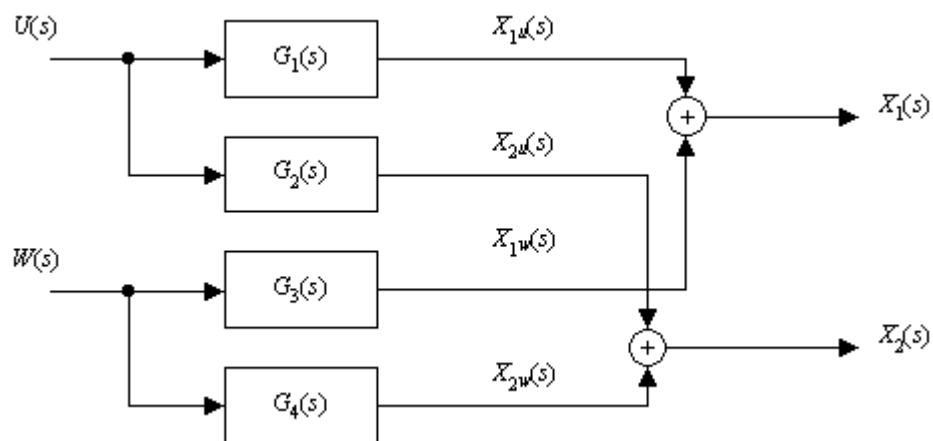 U(s)
G1(s)
X1u(s)
+
X1(s)
G2(s)
X2u(s)
W(s)
G3(s)
X1w(s)
+
X2(s)
G4(s)
X2w(s)